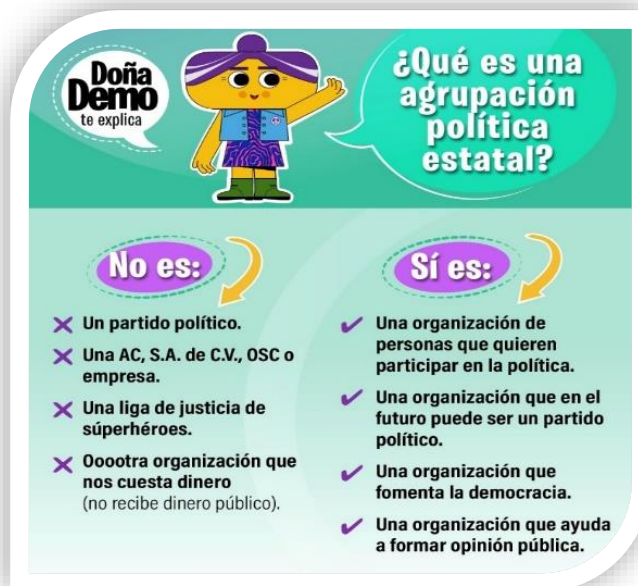 Doña
Demo
te explica
¿Qué es una
agrupación
política
estatal?
No es:
Un partido político.
Una AC, S.A. de C.V., OSC o
empresa.
Una liga de justicia de
súperhéroes.
Ooootra organización que
nos cuesta dinero
(no recibe dinero público).
Sí es:
Una organización de
personas que quieren
participar en la política.
Una organización que en el
futuro puede ser un partido
político.
Una organización que
fomenta la democracia.
Una organización que ayuda
a formar opinión pública.